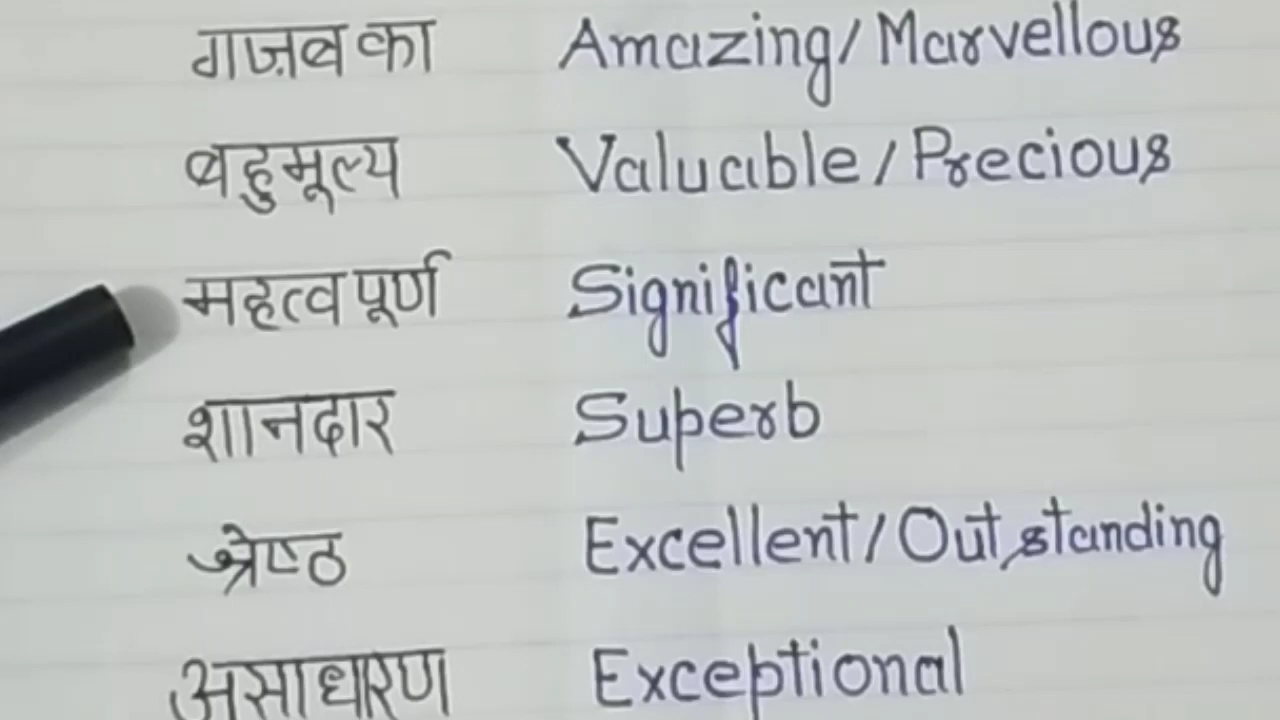 गज़ब का Amazing/Marvellous
बहुमूल्य Valuable/Precious
महत्वपूर्ण Significant
शानदार Superb
श्रेष्ठ Excellent/Outstanding
असाधारण Exceptional